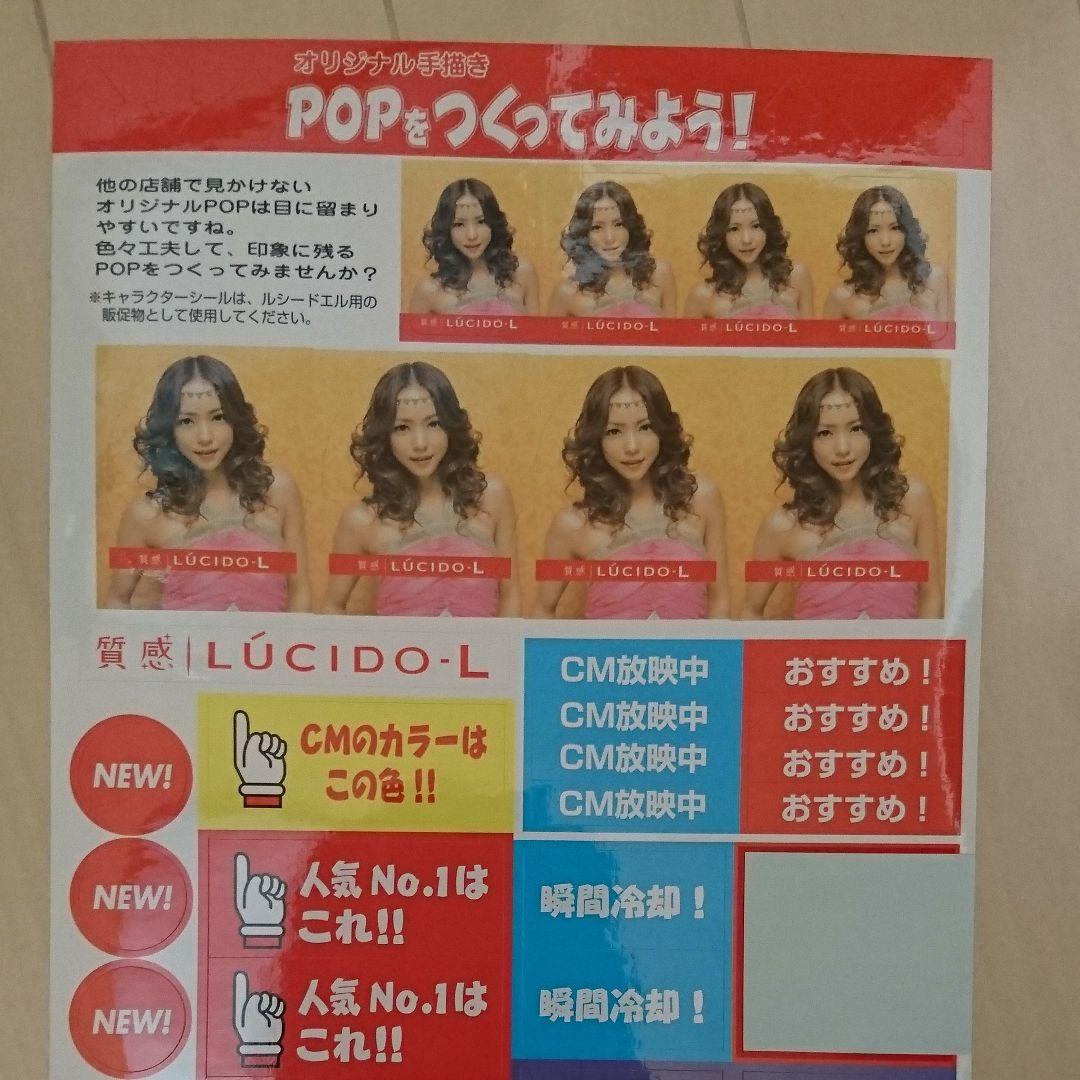 オリジナル手描き
POPをつくってみよう!
他の店舗で見かけない
オリジナルPOPは目に留まり
やすいですね。
色々工夫して、印象に残る
POPをつくってみませんか?
※キャラクターシールは、ルシードエル用の
販促物として使用してください。
質感 LÚCIDO-L
質感 LÚCIDO-L
質感 LÚCIDO-L
質感 LÚCIDO-L
質感 LÚCIDO-L
質感 LÚCIDO-L
質感 LÚCIDO-L
質感 LÚCIDO-L
質感 LÚCIDO-L
CM放映中
CM放映中
CM放映中
CM放映中
おすすめ!
おすすめ!
おすすめ!
おすすめ!
NEW!
CMのカラーは
この色!!
NEW!
人気No.1は
これ!!
瞬間冷却!
NEW!
人気No.1は
これ!!
瞬間冷却!